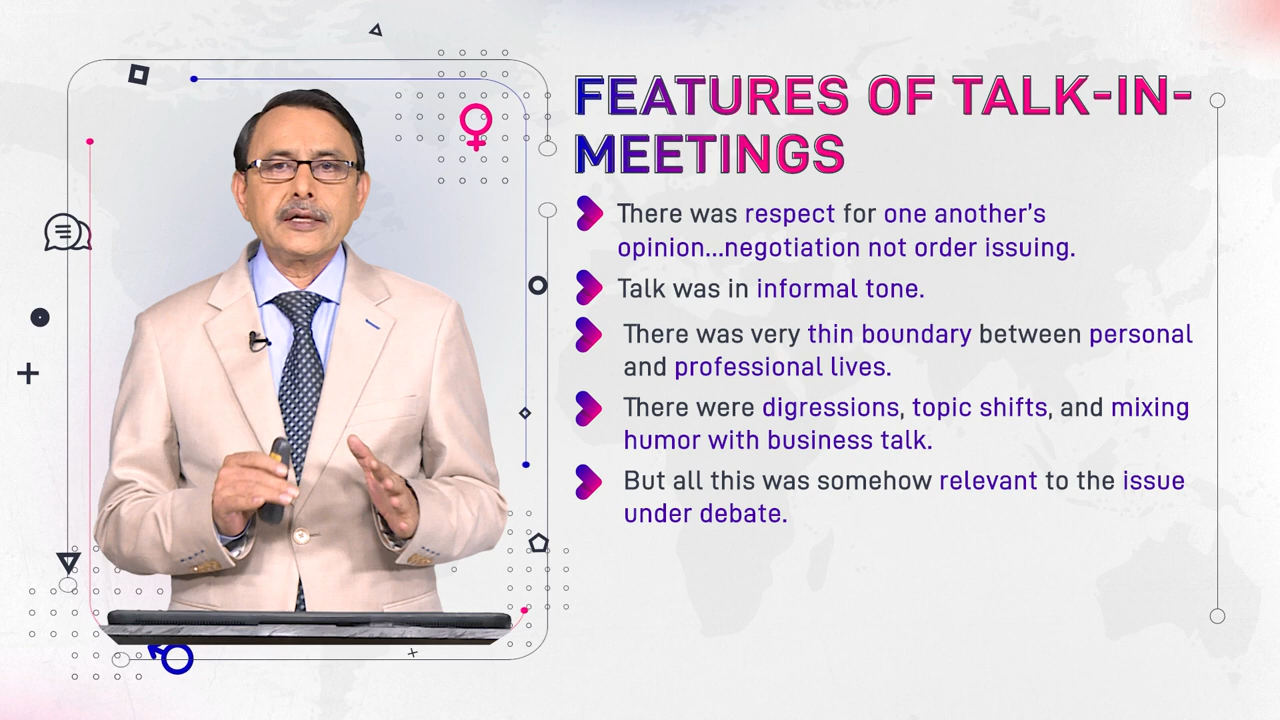 FEATURES OF TALK-IN-
MEETINGS
There was respect for one another's
opinion...negotiation not order issuing.
Talk was in informal tone.
There was very thin boundary between personal
and professional lives.
There were digressions, topic shifts, and mixing
humor with business talk.
But all this was somehow relevant to the issue
under debate.